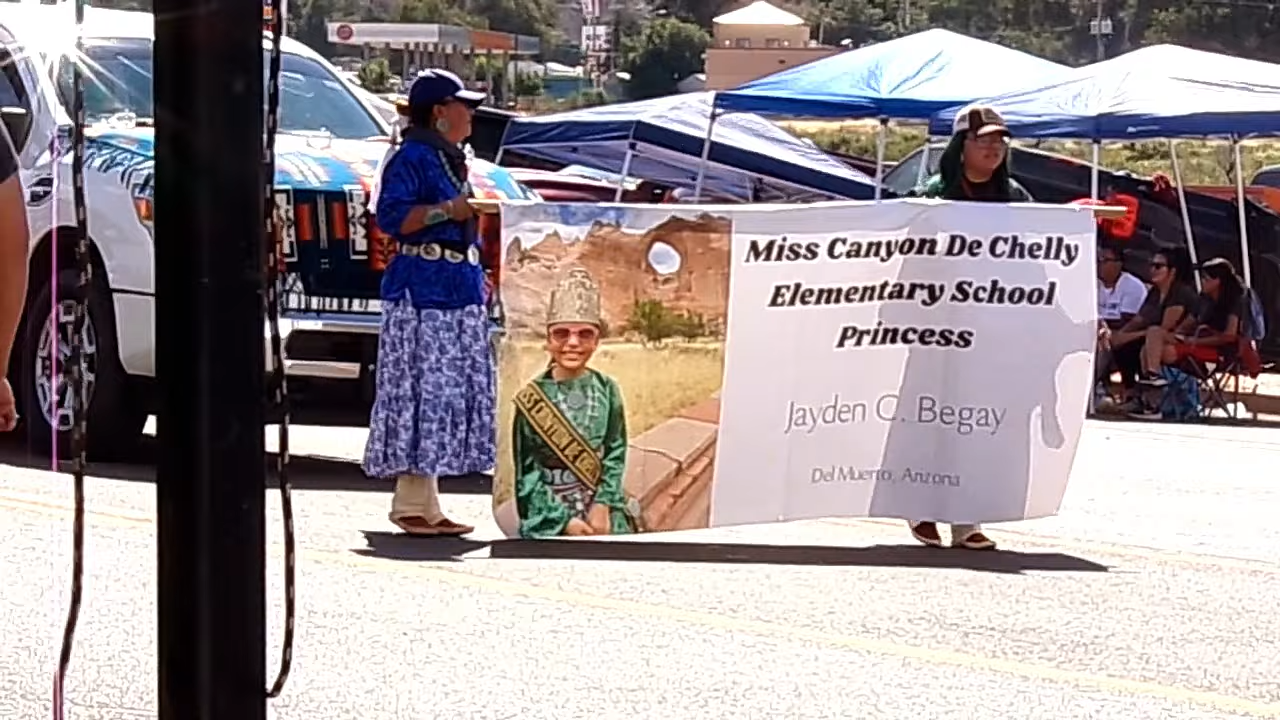 Miss Canyon De Chelly
Elementary School
Princess
Jayden C. Begay
Del Muerto, Arizona